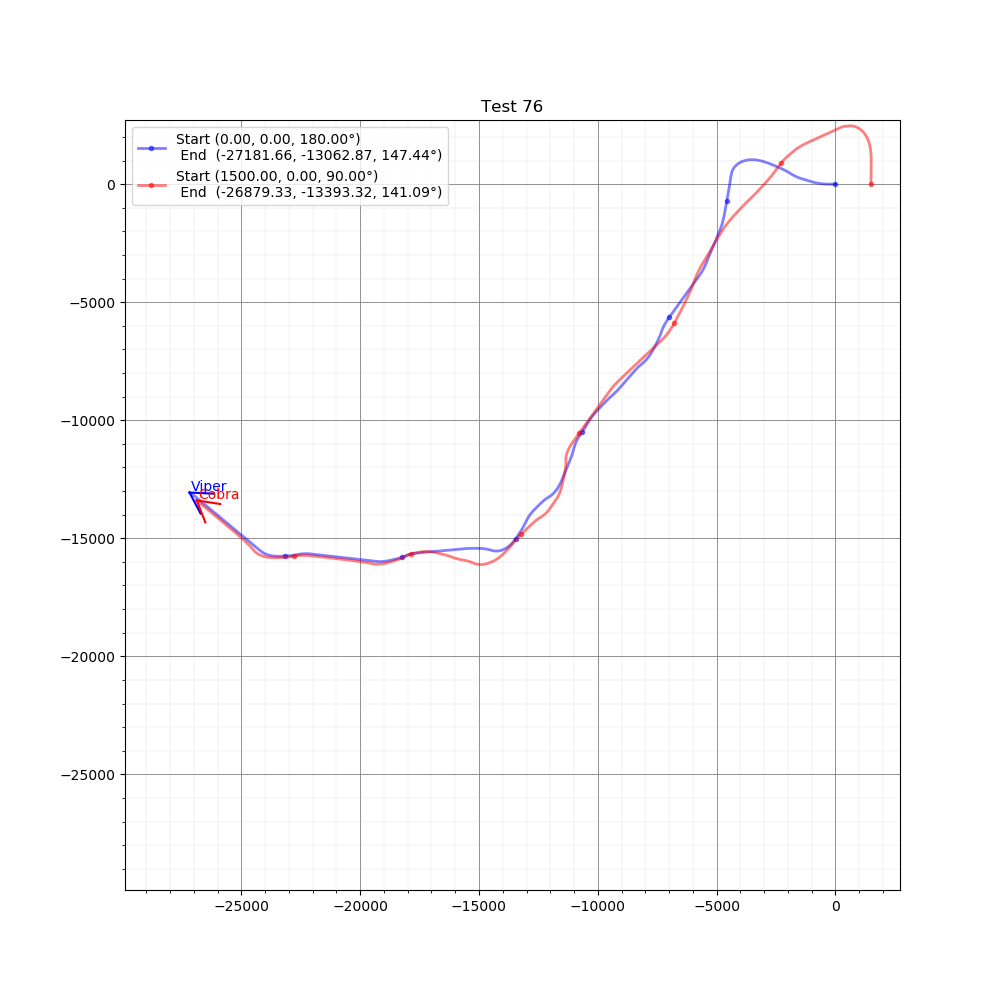 Test 76
Start (0.00, 0.00, 180.00°)
End (-27181.66, -13062.87, 147.44°)
Start (1500.00, 0.00, 90.00°)
End (-26879.33, -13393.32, 141.09°)
0
−5000
−10000
−15000
−20000
−25000
Viper
Cobra
−25000
−20000
−15000
−10000
−5000
0